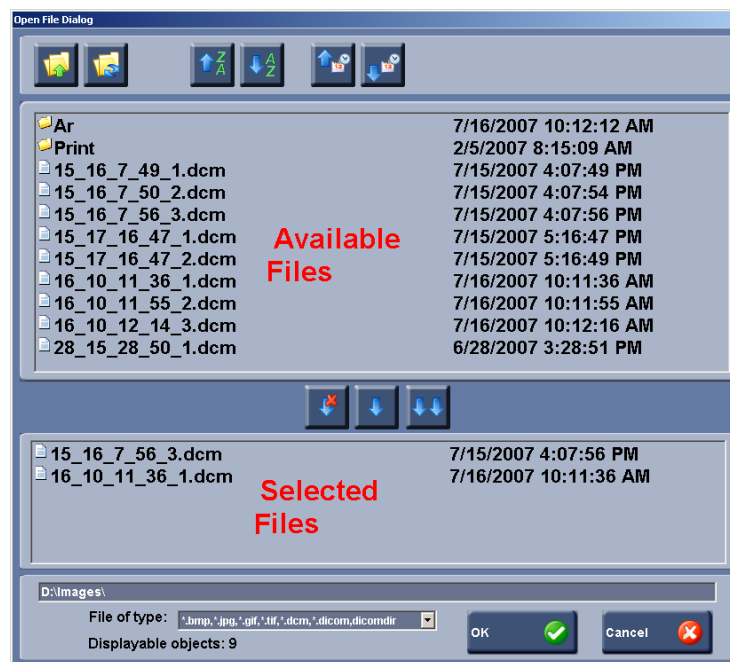 Open File Dialog
Z
A
A
Z
12
12
Ar 7/16/2007 10:12:12 AM
Print 2/5/2007 8:15:09 AM
15_16_7_49_1.dcm 7/15/2007 4:07:49 PM
15_16_7_50_2.dcm 7/15/2007 4:07:54 PM
15_16_7_56_3.dcm 7/15/2007 4:07:56 PM
15_17_16_47_1.dcm 7/15/2007 5:16:47 PM
15_17_16_47_2.dcm 7/15/2007 5:16:49 PM
16_10_11_36_1.dcm 7/16/2007 10:11:36 AM
16_10_11_55_2.dcm 7/16/2007 10:11:55 AM
16_10_12_14_3.dcm 7/16/2007 10:12:16 AM
28_15_28_50_1.dcm 6/28/2007 3:28:51 PM
Available
Files
15_16_7_56_3.dcm 7/15/2007 4:07:56 PM
16_10_11_36_1.dcm 7/16/2007 10:11:36 AM
Selected
Files
D:\Images\
File of type: *.bmp,*.jpg,*.gif,*.tif,*.dcm,*.dicom,dicomdir
OK Cancel
Displayable objects: 9